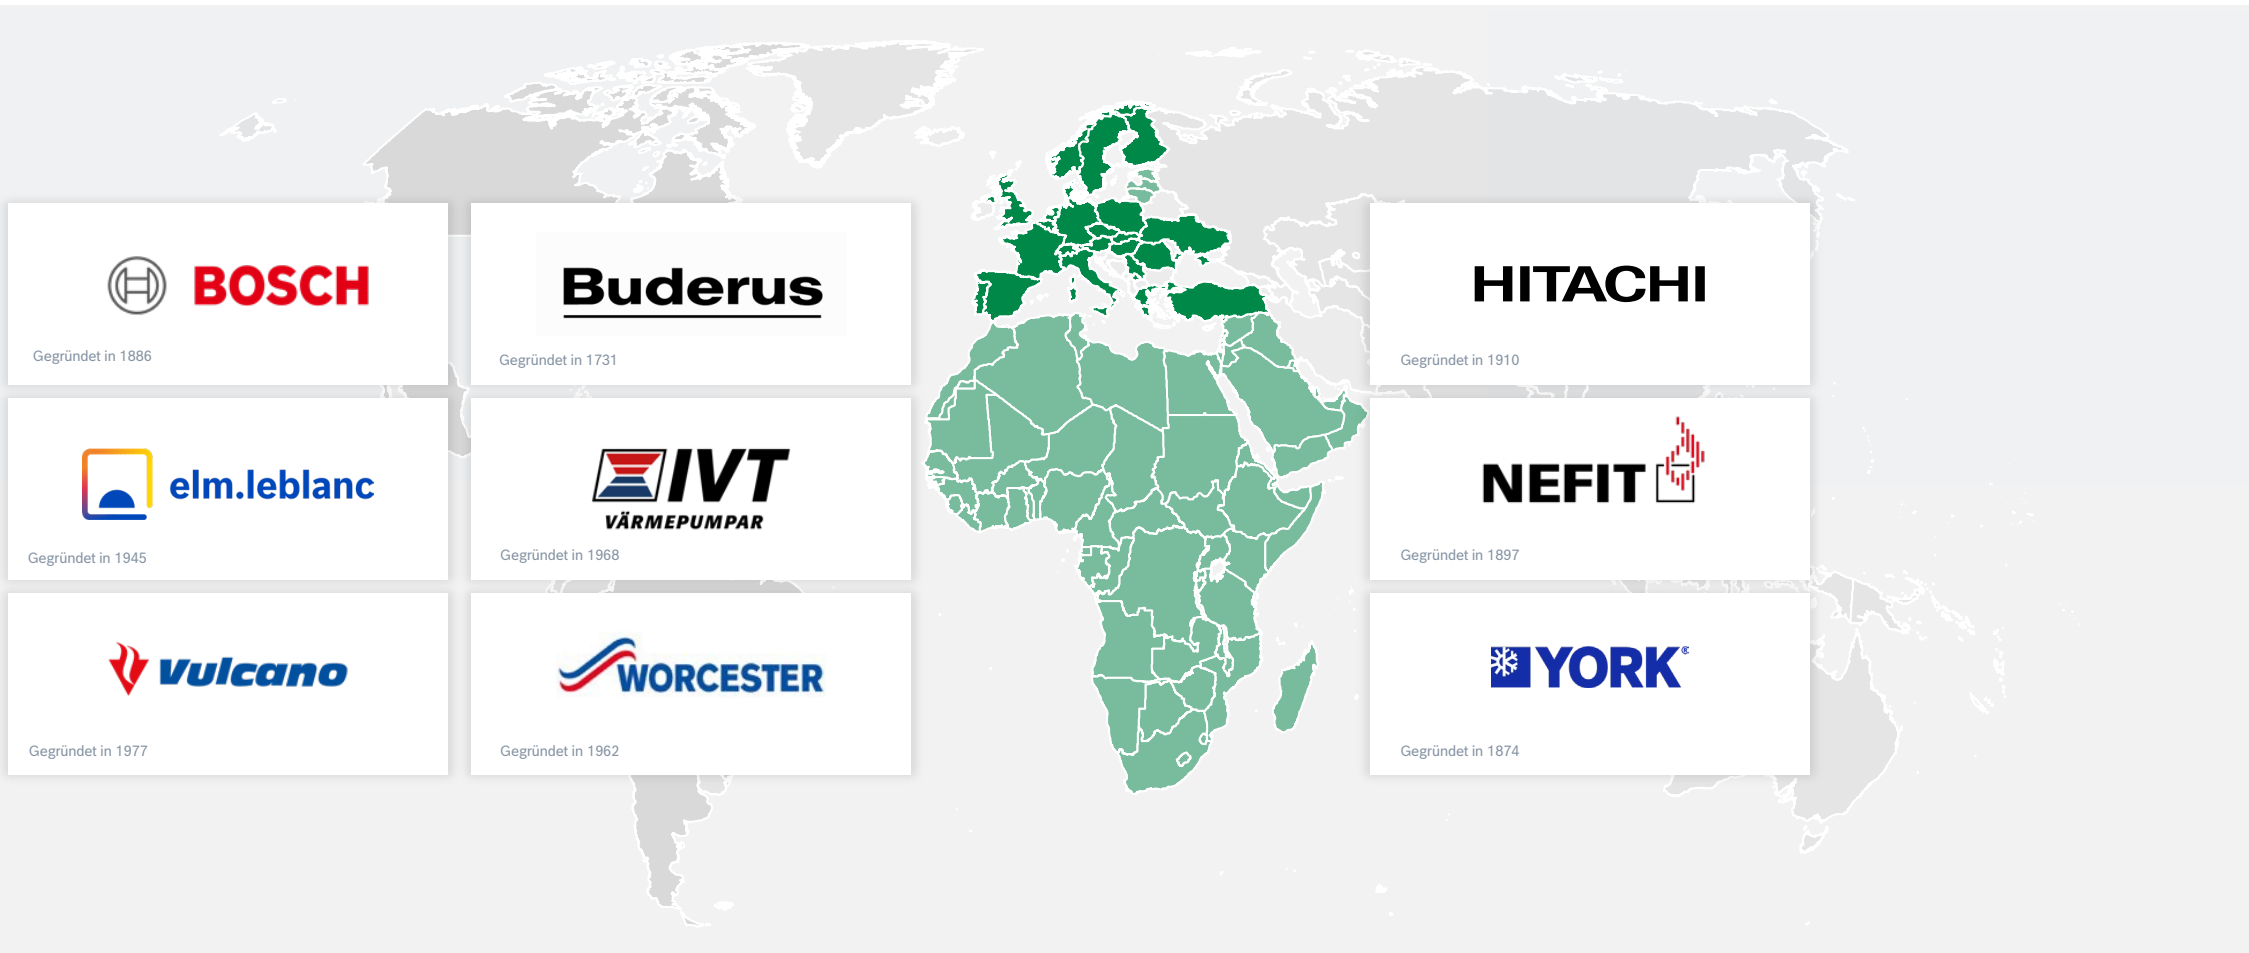 BOSCH
Gegründet in 1886
Buderus
Gegründet in 1731
HITACHI
Gegründet in 1910
elm.leblanc
Gegründet in 1945
IVT
VÄRMEPUMPAR
Gegründet in 1968
NEFIT
Gegründet in 1897
Vulcano
Gegründet in 1977
WORCESTER
Gegründet in 1962
YORK®
Gegründet in 1874